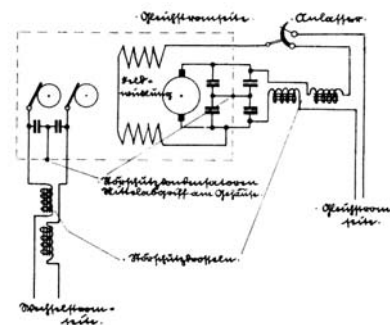 Gleichstromseite
Anlasser
Feld-
wicklung
Störschutzkondensatoren
Mittelabgriff am Gehäuse
Gleichstrom-
seite
Störschutzdrosseln
Wechselstrom-
seite.